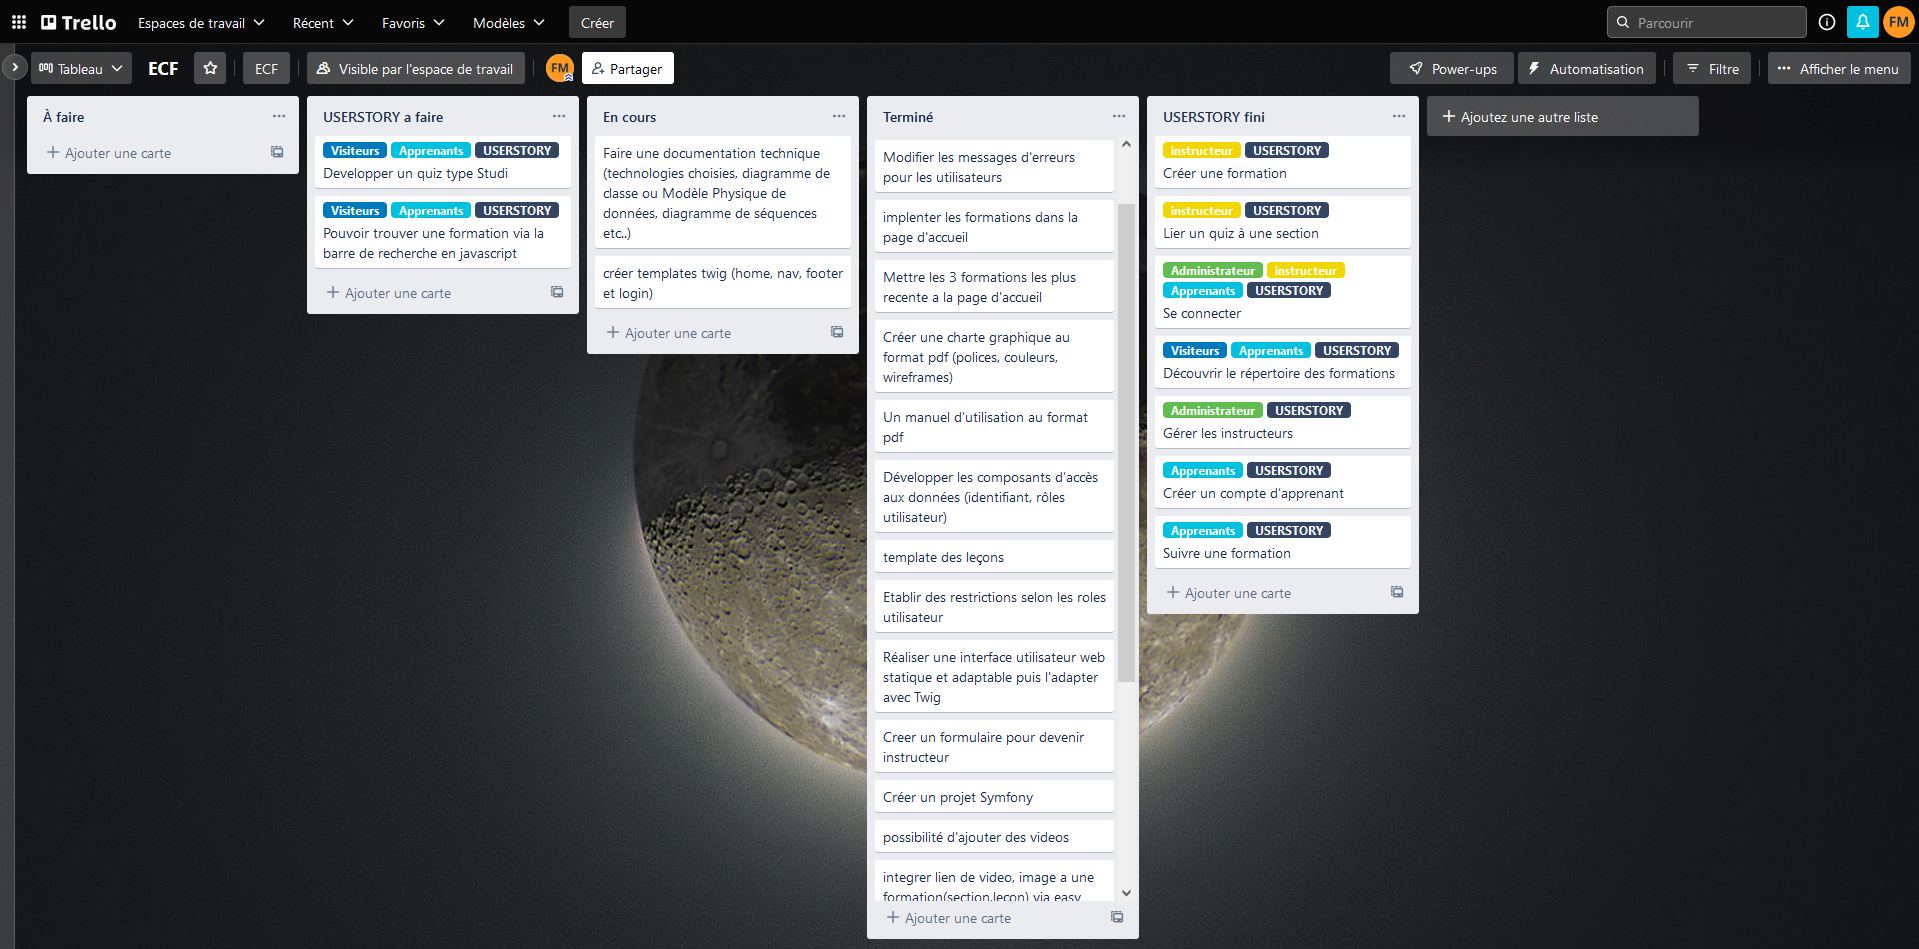 Trello Espaces de travail Récent Favoris Modèles Créer Parcourir FM
Tableau ECF ECF Visible par l'espace de travail FM Partager Power-ups Automatisation Filtre Afficher le menu
À faire
Ajouter une carte
USERSTORY a faire
Visiteurs Apprenants USERSTORY
Developper un quiz type Studi
Visiteurs Apprenants USERSTORY
Pouvoir trouver une formation via la
barre de recherche en javascript
Ajouter une carte
En cours
Faire une documentation technique
(technologies choisies, diagramme de
classe ou Modèle Physique de
données, diagramme de séquences
etc..)
créer templates twig (home, nav, footer
et login)
Ajouter une carte
Terminé
Modifier les messages d'erreurs
pour les utilisateurs
implenter les formations dans la
page d'accueil
Mettre les 3 formations les plus
recente a la page d'accueil
Créer une charte graphique au
format pdf (polices, couleurs,
wireframes)
Un manuel d'utilisation au format
pdf
Développer les composants d'accès
aux données (identifiant, rôles
utilisateur)
template des leçons
Etablir des restrictions selon les roles
utilisateur
Réaliser une interface utilisateur web
statique et adaptable puis l'adapter
avec Twig
Creer un formulaire pour devenir
instructeur
Créer un projet Symfony
possibilité d'ajouter des videos
integrer lien de video, image a une
formation(section,leçon) via easy
Ajouter une carte
USERSTORY fini
instructeur USERSTORY
Créer une formation
instructeur USERSTORY
Lier un quiz à une section
Administrateur instructeur
Apprenants USERSTORY
Se connecter
Visiteurs Apprenants USERSTORY
Découvrir le répertoire des formations
Administrateur USERSTORY
Gérer les instructeurs
Apprenants USERSTORY
Créer un compte d'apprenant
Apprenants USERSTORY
Suivre une formation
Ajouter une carte
Ajoutez une autre liste